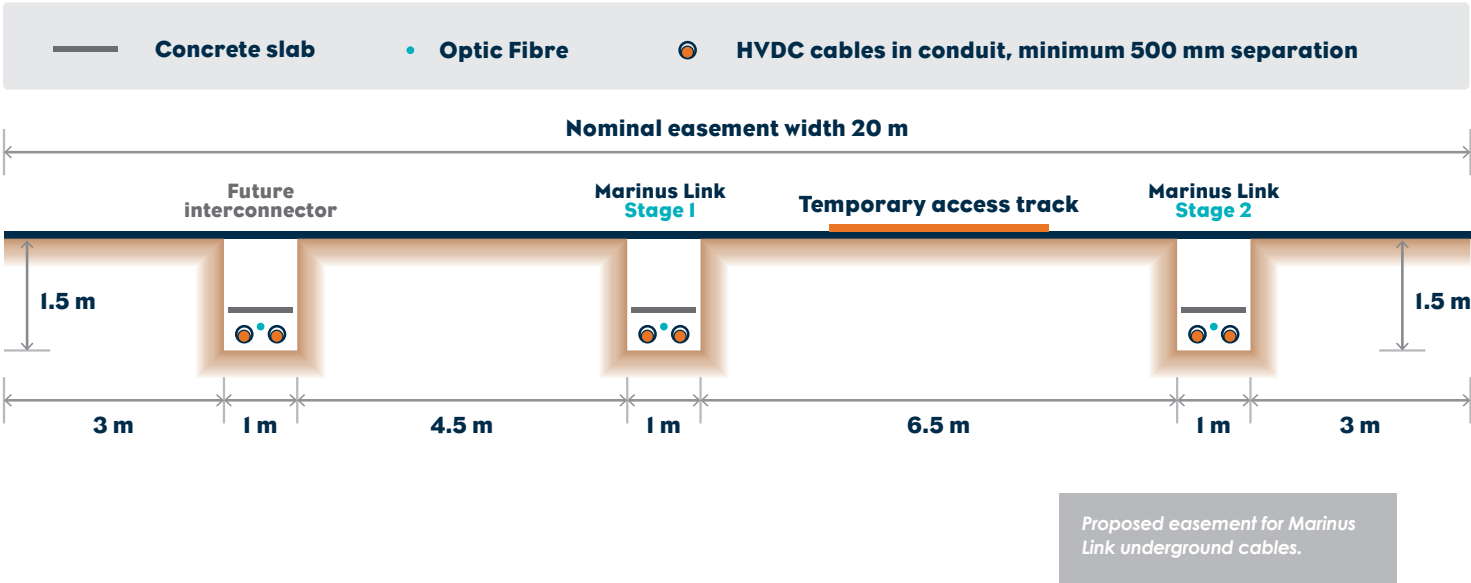 Concrete slab
Optic Fibre
HVDC cables in conduit, minimum 500 mm separation
Nominal easement width 20 m
Future
interconnector
Marinus Link
Stage 1
Temporary access track
Marinus Link
Stage 2
1.5 m
1.5 m
3 m
1 m
4.5 m
1 m
6.5 m
1 m
3 m
Proposed easement for Marinus
Link underground cables.